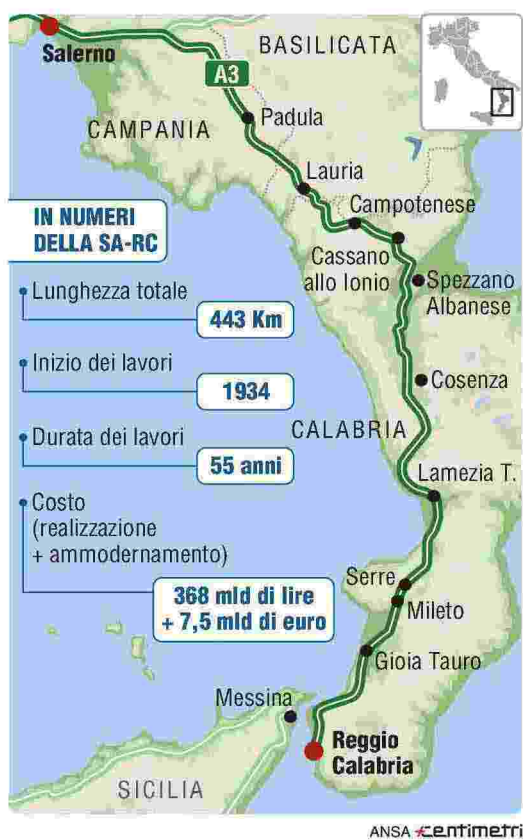 Salerno
BASILICATA
A3
CAMPANIA
Padula
Lauria
Campotenese
Cassano
allo Ionio
Spezzano
Albanese
IN NUMERI
DELLA SA-RC
Lunghezza totale
443 Km
Inizio dei lavori
1934
Durata dei lavori
55 anni
Costo
(realizzazione
+ ammodernamento)
368 mld di lire
+ 7,5 mld di euro
Cosenza
CALABRIA
Lamezia T.
Serre
Mileto
Gioia Tauro
Messina
Reggio
Calabria
SICILIA
ANSA centimetri